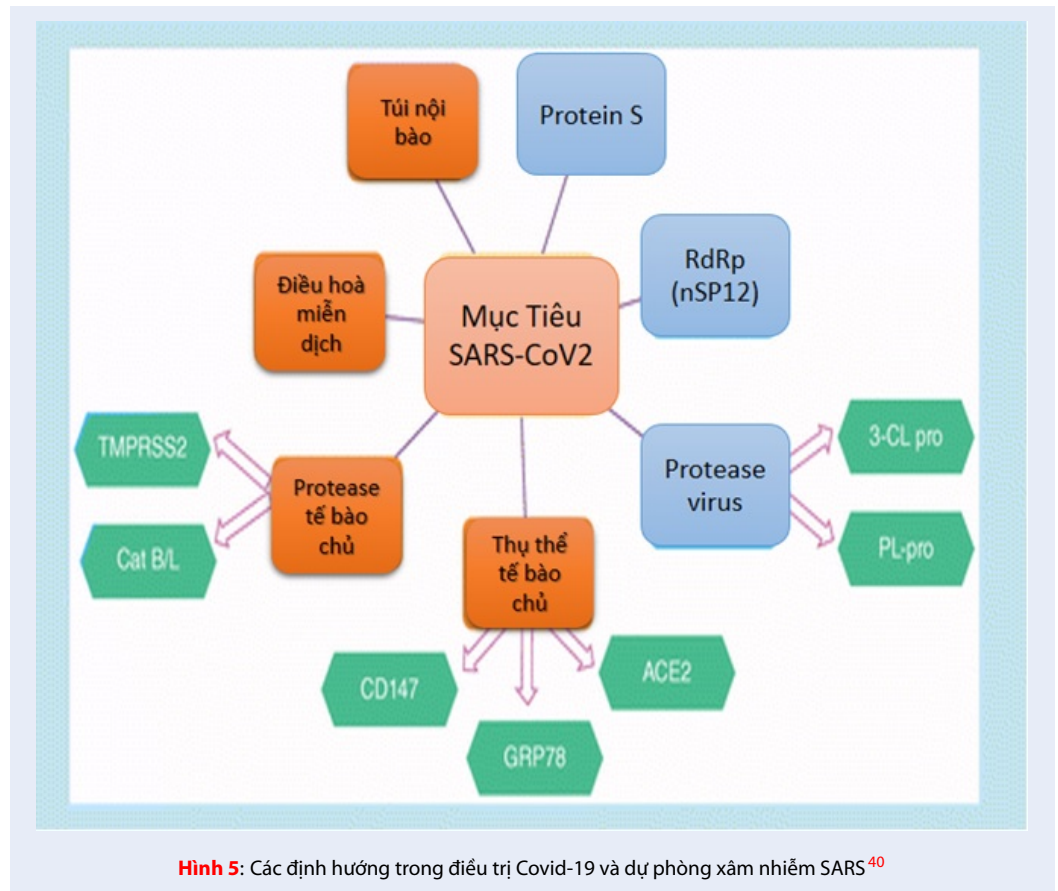 Túi nội
bào
Protein S
RdRp
(nSP12)
Điều hoà
miễn
dịch
Mục Tiêu
SARS-CoV2
TMPRSS2
Cat B/L
Protease
tế bào
chủ
Thụ thể
tế bào
chủ
Protease
virus
3-CL pro
PL-pro
CD147
GRP78
ACE2
Hình 5: Các định hướng trong điều trị Covid-19 và dự phòng xâm nhiễm SARS 40